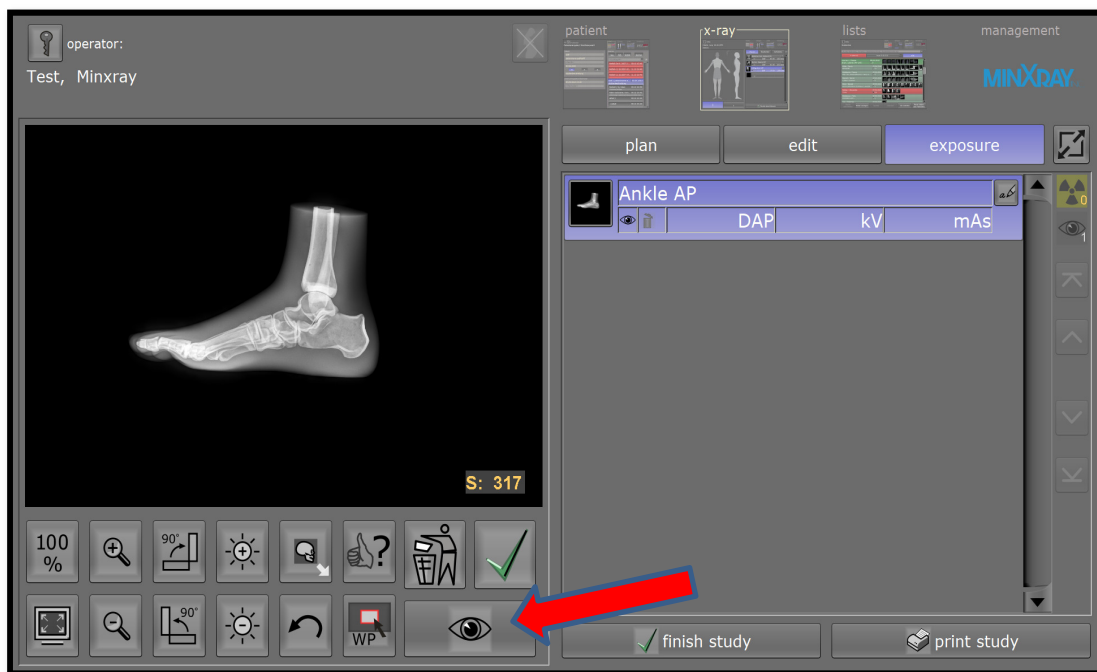 operator:
Test, Minxray
patient
x-ray
lists
management
MINXRAY
plan
edit
exposure
Ankle AP
DAP
kV
mAs
0
1
S: 317
100
%
90°
?
90°
WP
finish study
print study